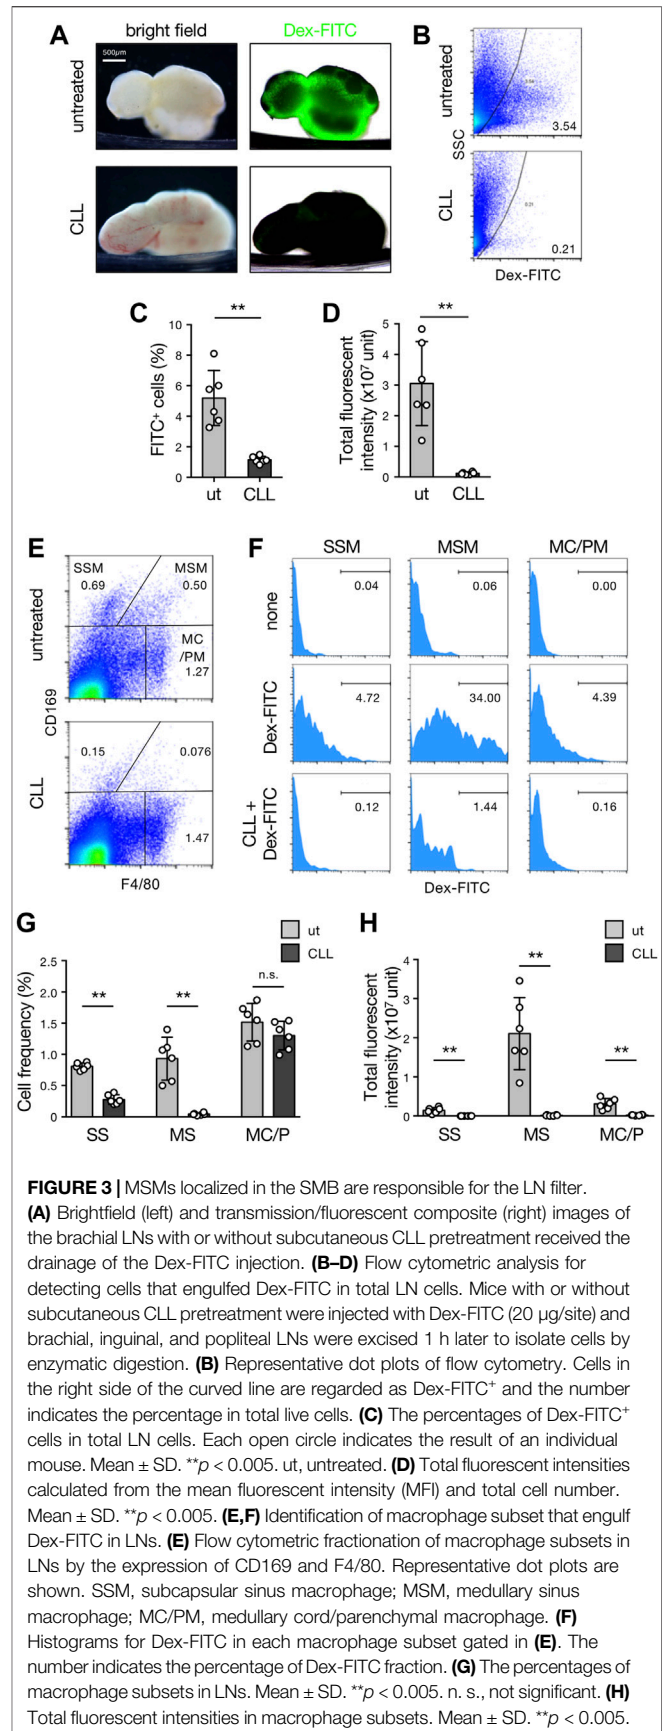 A
bright field
Dex-FITC
B
500µm
untreated
CLL
SSC
untreated
3.54
3.54
CLL
0.21
0.21
Dex-FITC
C
**
FITC⁺ cells (%)
10
8
6
4
2
0
ut
CLL
D
**
Total fluorescent
intensity (x10⁷ unit)
5
4
3
2
1
0
ut
CLL
E
untreated
SSM
0.69
MSM
0.50
MC
/PM
1.27
CD169
CLL
0.15
0.076
1.47
F4/80
F
SSM
MSM
MC/PM
none
0.04
0.06
0.00
Dex-FITC
4.72
34.00
4.39
CLL +
Dex-FITC
0.12
1.44
0.16
Dex-FITC
G
ut
CLL
Cell frequency (%)
2.5
2.0
1.5
1.0
0.5
0
**
**
n.s.
SS
MS
MC/P
H
ut
CLL
Total fluorescent
intensity (x10⁷ unit)
4
3
2
1
0
**
**
**
SS
MS
MC/P
FIGURE 3 | MSMs localized in the SMB are responsible for the LN filter.
(A) Brightfield (left) and transmission/fluorescent composite (right) images of
the brachial LNs with or without subcutaneous CLL pretreatment received the
drainage of the Dex-FITC injection. (B–D) Flow cytometric analysis for
detecting cells that engulfed Dex-FITC in total LN cells. Mice with or without
subcutaneous CLL pretreatment were injected with Dex-FITC (20 µg/site) and
brachial, inguinal, and popliteal LNs were excised 1 h later to isolate cells by
enzymatic digestion. (B) Representative dot plots of flow cytometry. Cells in
the right side of the curved line are regarded as Dex-FITC⁺ and the number
indicates the percentage in total live cells. (C) The percentages of Dex-FITC⁺
cells in total LN cells. Each open circle indicates the result of an individual
mouse. Mean ± SD. **p < 0.005. ut, untreated. (D) Total fluorescent intensities
calculated from the mean fluorescent intensity (MFI) and total cell number.
Mean ± SD. **p < 0.005. (E,F) Identification of macrophage subset that engulf
Dex-FITC in LNs. (E) Flow cytometric fractionation of macrophage subsets in
LNs by the expression of CD169 and F4/80. Representative dot plots are
shown. SSM, subcapsular sinus macrophage; MSM, medullary sinus
macrophage; MC/PM, medullary cord/parenchymal macrophage. (F)
Histograms for Dex-FITC in each macrophage subset gated in (E). The
number indicates the percentage of Dex-FITC fraction. (G) The percentages of
macrophage subsets in LNs. Mean ± SD. **p < 0.005. n. s., not significant. (H)
Total fluorescent intensities in macrophage subsets. Mean ± SD. **p < 0.005.